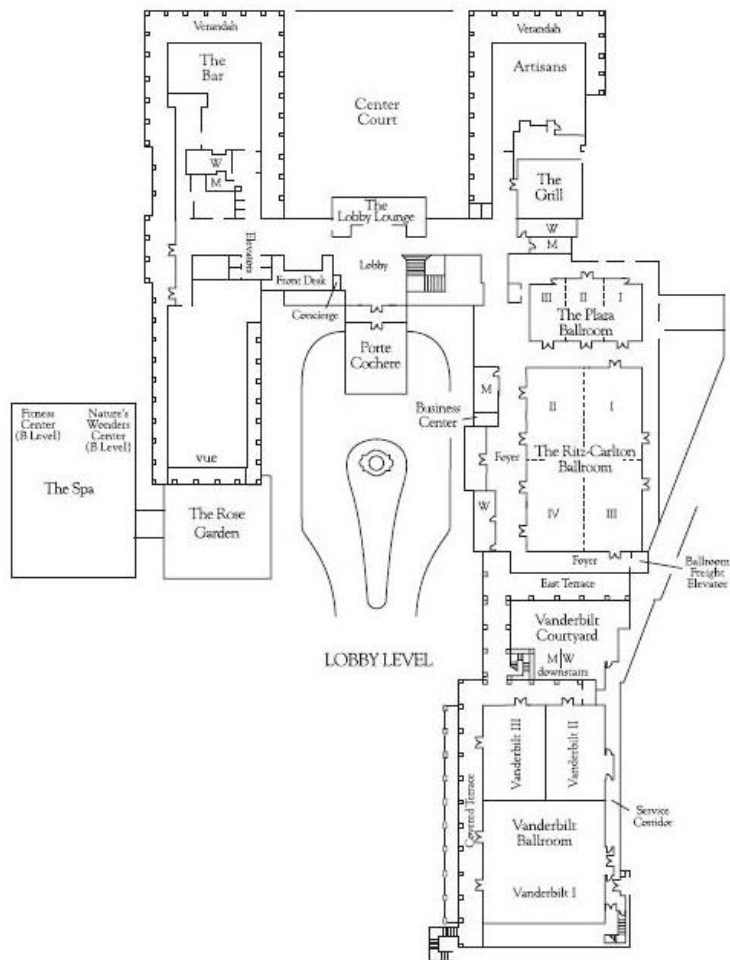 Verandah
The
Bar
W
M
Center
Court
Verandah
Artisans
The
Grill
W
M
The
Lobby Lounge
Elevators
Front Desk
Lobby
Concierge
Porte
Cochere
III
II
I
The Plaza
Ballroom
M
Business
Center
Foyer
W
II
I
The Ritz-Carlton
Ballroom
IV
III
Foyer
Ballroom
Freight
Elevator
East Terrace
Fitness
Center
(B Level)
Nature's
Wonders
Center
(B Level)
The Spa
vue
The Rose
Garden
LOBBY LEVEL
Vanderbilt
Courtyard
M W
downstairs
Vanderbilt III
Vanderbilt II
Covered Terrace
Service
Corridor
Vanderbilt
Ballroom
Vanderbilt I